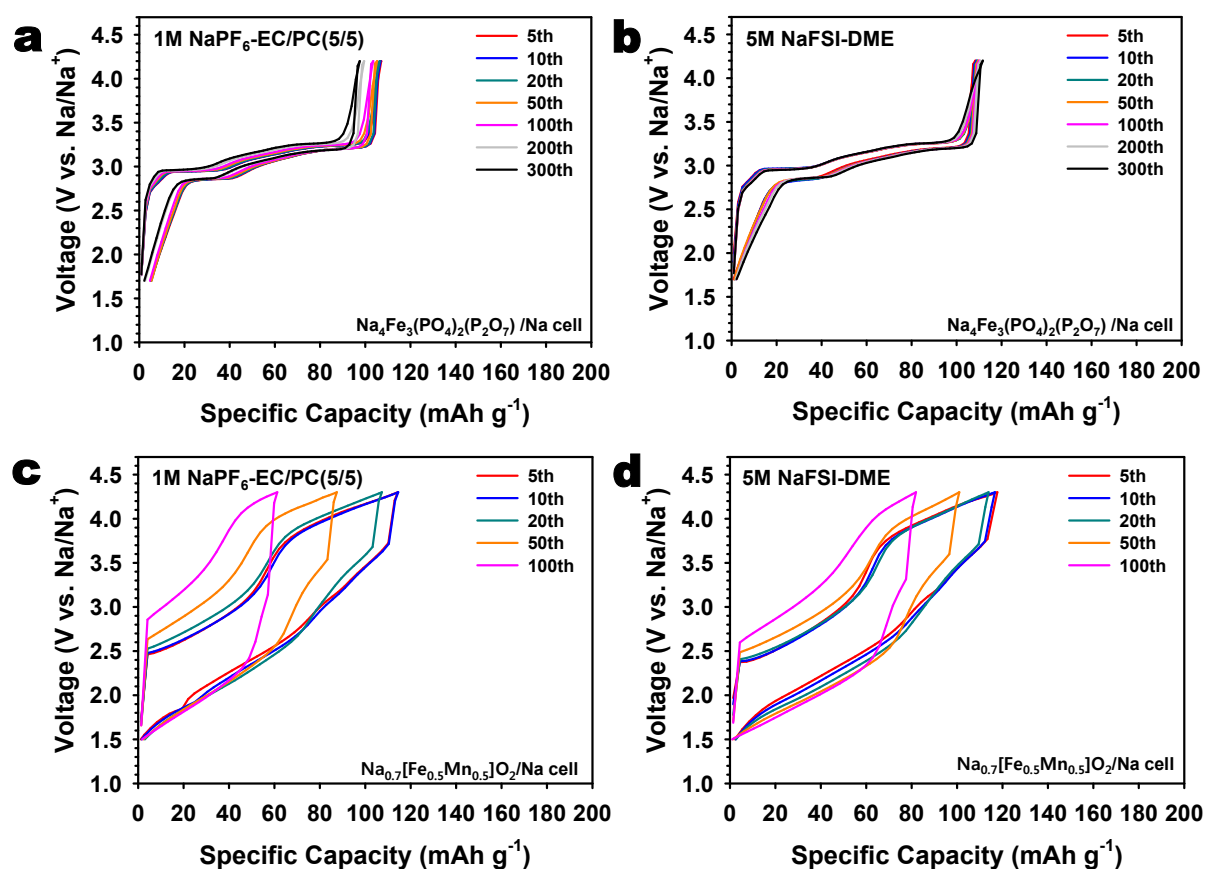 a
1M NaPF6-EC/PC(5/5)
5th
10th
20th
50th
100th
200th
300th
4.5
4.0
3.5
3.0
2.5
2.0
1.5
1.0
Voltage (V vs. Na/Na+)
Na4Fe3(PO4)2(P2O7) /Na cell
0 20 40 60 80 100 120 140 160 180 200
Specific Capacity (mAh g-1)
b
5M NaFSI-DME
5th
10th
20th
50th
100th
200th
300th
4.5
4.0
3.5
3.0
2.5
2.0
1.5
1.0
Voltage (V vs. Na/Na+)
Na4Fe3(PO4)2(P2O7) /Na cell
0 20 40 60 80 100 120 140 160 180 200
Specific Capacity (mAh g-1)
c
1M NaPF6-EC/PC(5/5)
5th
10th
20th
50th
100th
4.5
4.0
3.5
3.0
2.5
2.0
1.5
1.0
Voltage (V vs. Na/Na+)
Na0.7[Fe0.5Mn0.5]O2/Na cell
0 20 40 60 80 100 120 140 160 180 200
Specific Capacity (mAh g-1)
d
5M NaFSI-DME
5th
10th
20th
50th
100th
4.5
4.0
3.5
3.0
2.5
2.0
1.5
1.0
Voltage (V vs. Na/Na+)
Na0.7[Fe0.5Mn0.5]O2/Na cell
0 20 40 60 80 100 120 140 160 180 200
Specific Capacity (mAh g-1)